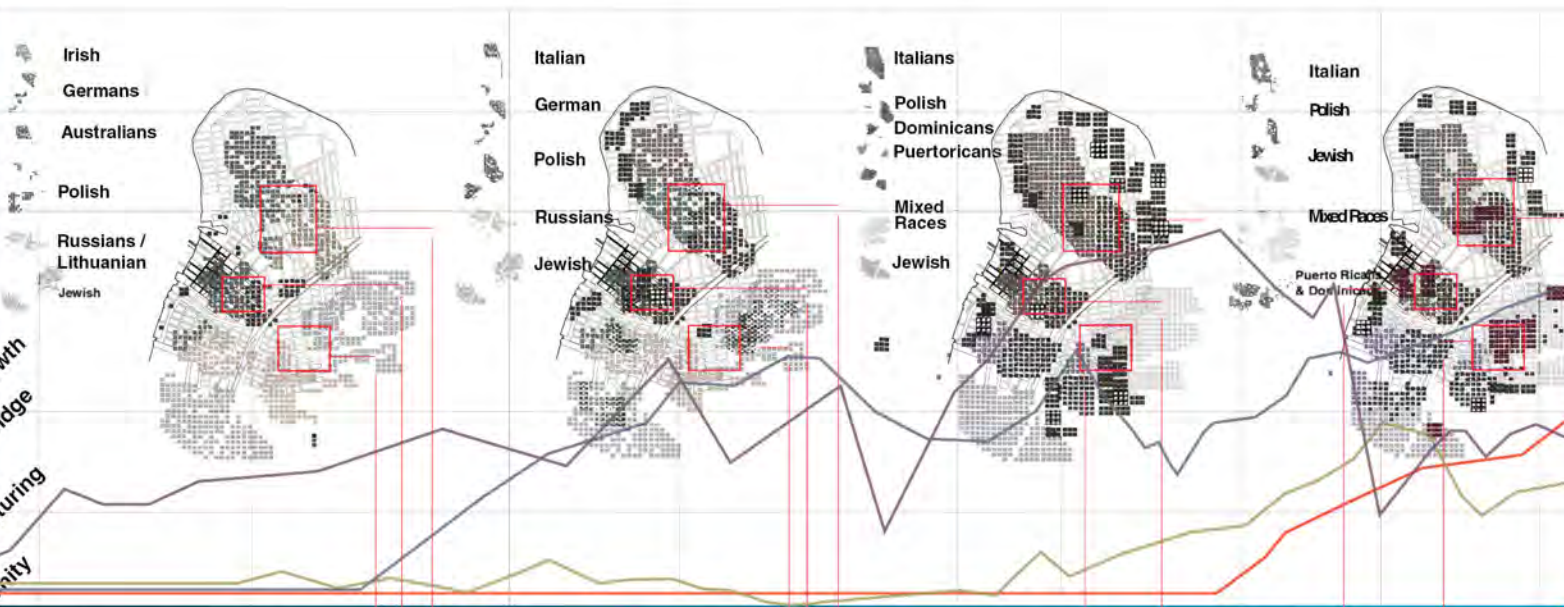 Irish
Germans
Australians
Polish
Russians /
Lithuanian
Jewish
Italian
German
Polish
Russians
Jewish
Italians
Polish
Dominicans
Puertoricans
Mixed
Races
Jewish
Italian
Polish
Jewish
Mixed Races
Puerto Ricans
& Dominicans
wth
idge
turing
nity